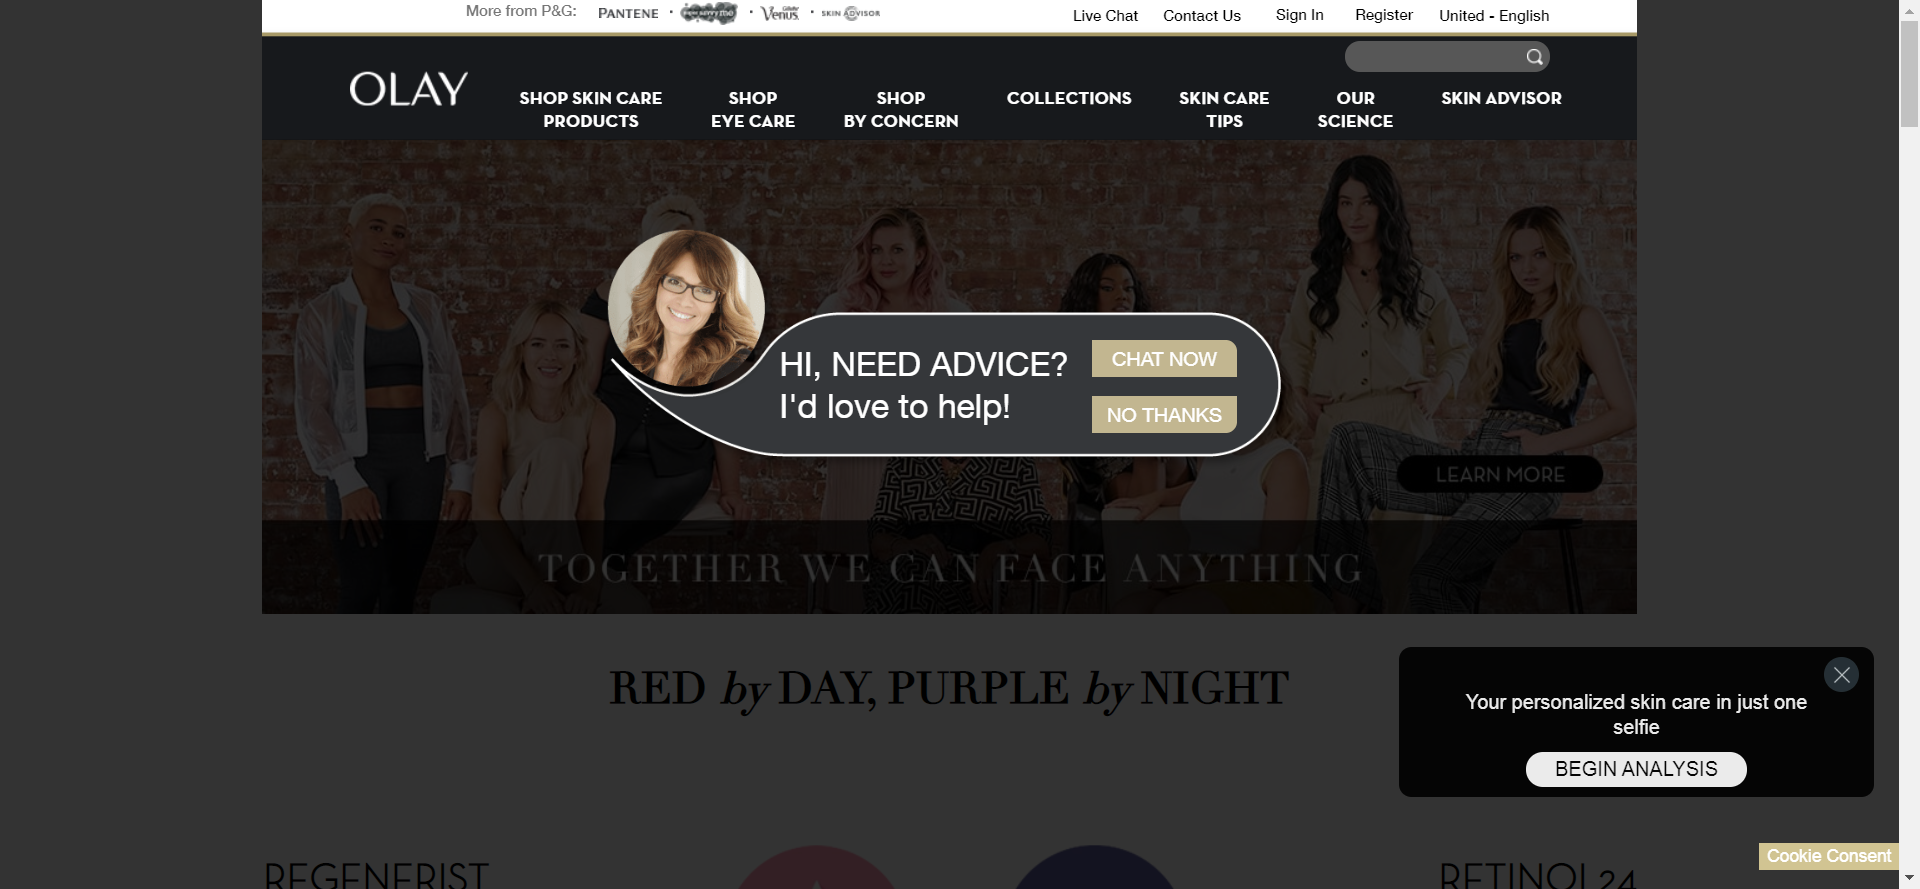 More from P&G:
PANTENE
Gillette Venus
SKIN ADVISOR
Live Chat
Contact Us
Sign In
Register
United - English
OLAY
SHOP SKIN CARE
PRODUCTS
SHOP
EYE CARE
SHOP
BY CONCERN
COLLECTIONS
SKIN CARE
TIPS
OUR
SCIENCE
SKIN ADVISOR
HI, NEED ADVICE?
I'd love to help!
CHAT NOW
NO THANKS
LEARN MORE
TOGETHER WE CAN FACE ANYTHING
RED by DAY, PURPLE by NIGHT
Your personalized skin care in just one
selfie
BEGIN ANALYSIS
REGENERIST
RETINOL24
Cookie Consent